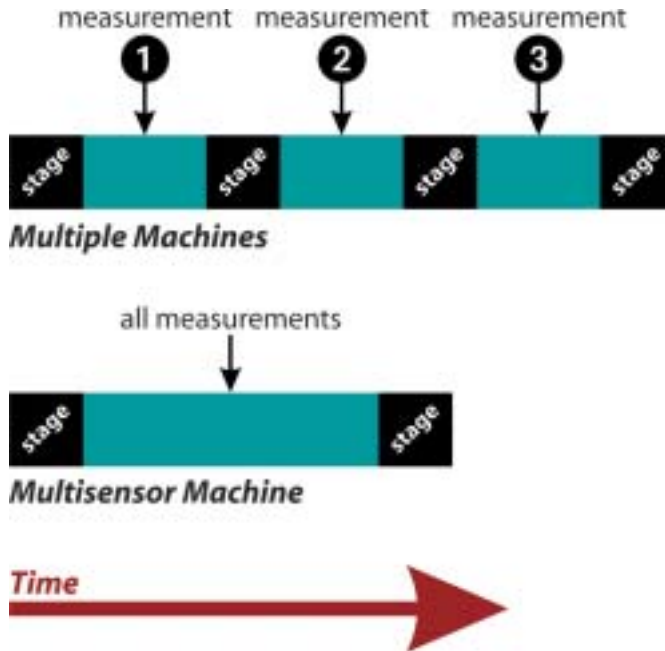 measurement measurement measurement
1 2 3
stage stage stage stage
Multiple Machines
all measurements
stage stage
Multisensor Machine
Time